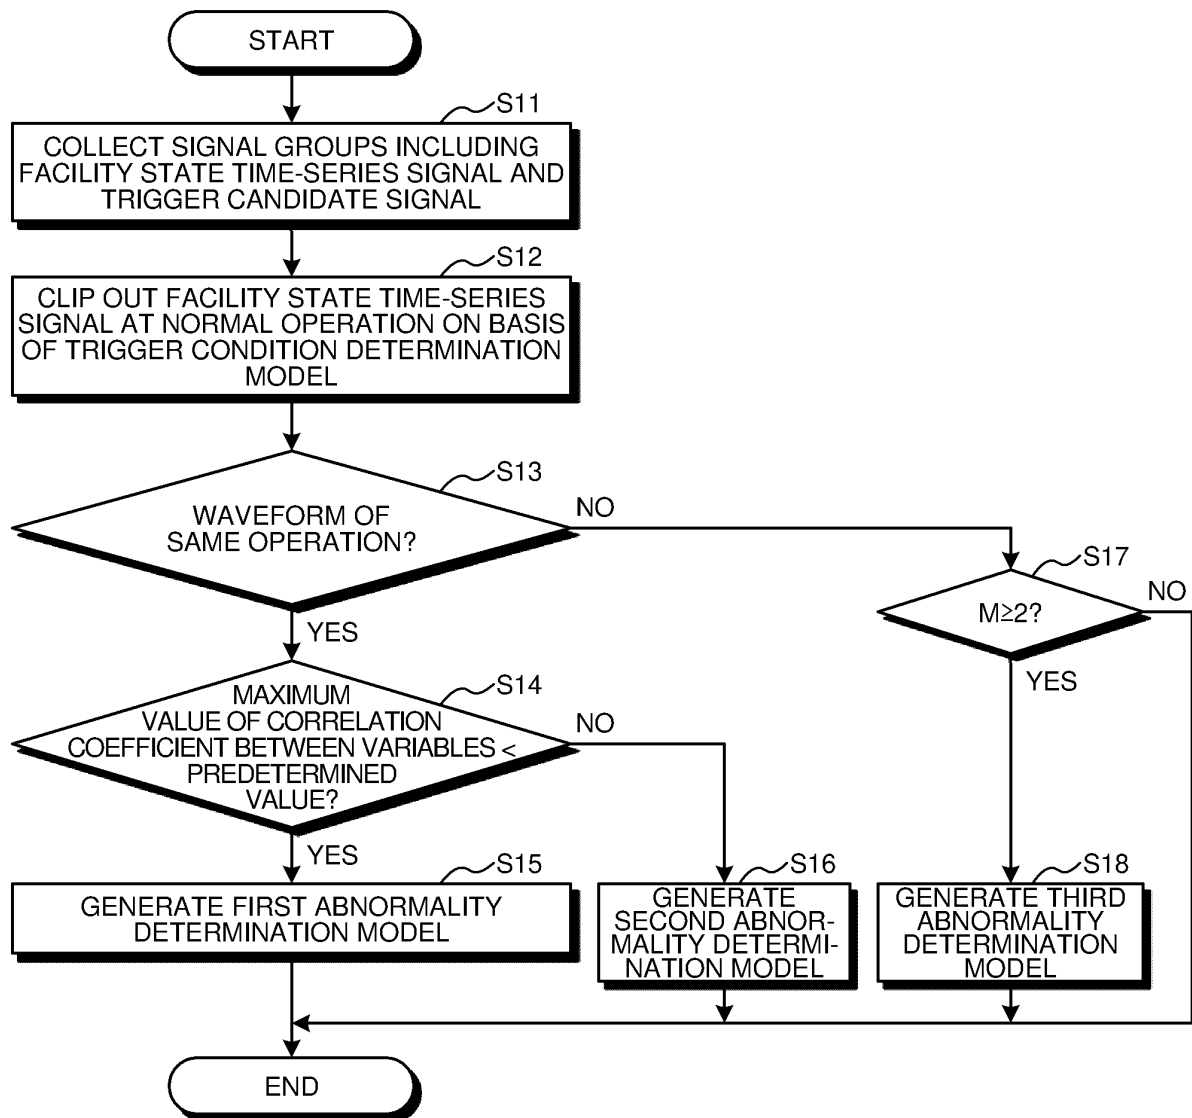 START
S11
COLLECT SIGNAL GROUPS INCLUDING
FACILITY STATE TIME-SERIES SIGNAL AND
TRIGGER CANDIDATE SIGNAL
S12
CLIP OUT FACILITY STATE TIME-SERIES
SIGNAL AT NORMAL OPERATION ON BASIS
OF TRIGGER CONDITION DETERMINATION
MODEL
S13
WAVEFORM OF
SAME OPERATION?
NO
YES
S17
M≥2?
NO
YES
S14
MAXIMUM
VALUE OF CORRELATION
COEFFICIENT BETWEEN VARIABLES <
PREDETERMINED
VALUE?
NO
YES
S15
GENERATE FIRST ABNORMALITY
DETERMINATION MODEL
S16
GENERATE
SECOND ABNOR-
MALITY DETERMI-
NATION MODEL
S18
GENERATE THIRD
ABNORMALITY
DETERMINATION
MODEL
END